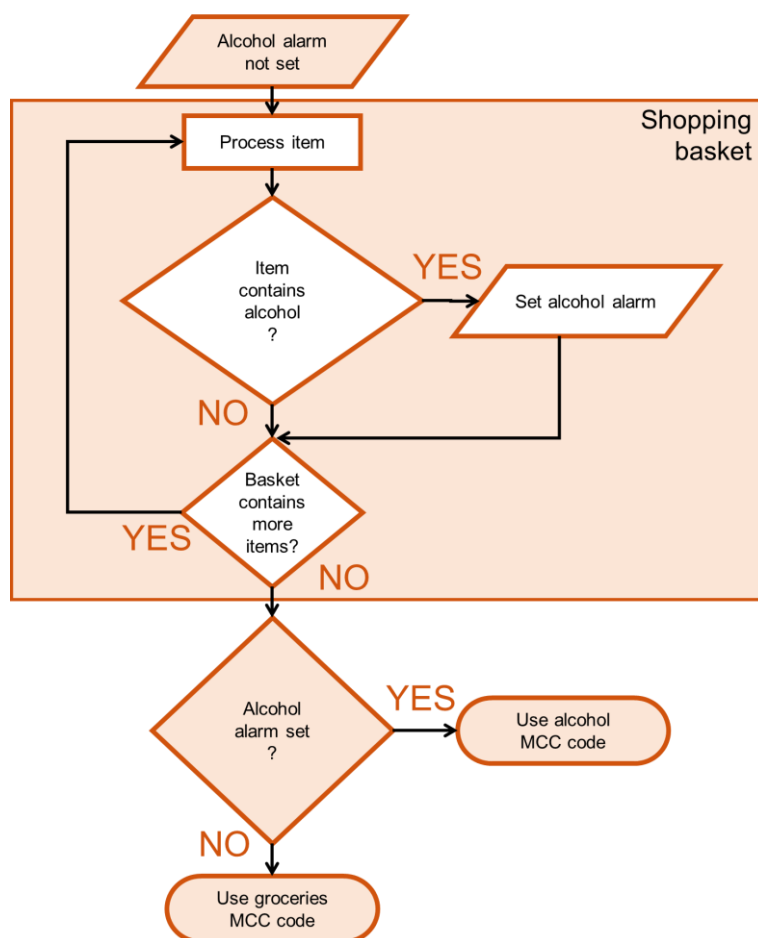 Alcohol alarm
not set
Shopping
basket
Process item
Item
contains
alcohol
?
YES
Set alcohol alarm
NO
Basket
contains
more
items?
YES
NO
Alcohol
alarm set
?
YES
Use alcohol
MCC code
NO
Use groceries
MCC code